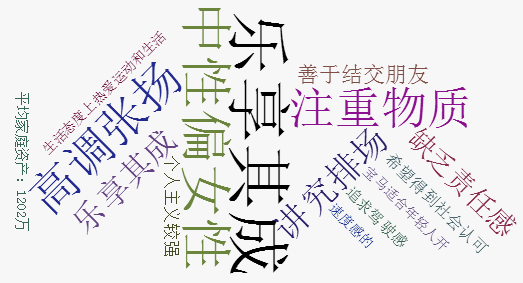 乐享其成
中性偏女性
善于结交朋友
注重物质
生活态度上热爱运动和生活
高调张扬
乐享其成
个人主义较强
平均家庭资产：1202万
讲究排场
缺乏责任感
希望得到社会认可
宝马适合年轻人开
追求驾驶感
速度感的